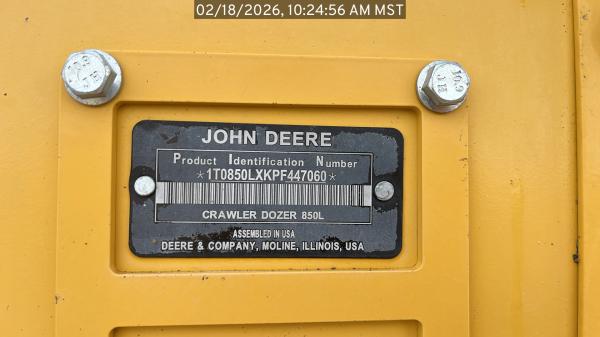 02/18/2026, 10:24:56 AM MST
JOHN DEERE
Product Identification Number
*1T0850LXKPF447060*
CRAWLER DOZER 850L
ASSEMBLED IN USA
DEERE & COMPANY, MOLINE, ILLINOIS, USA